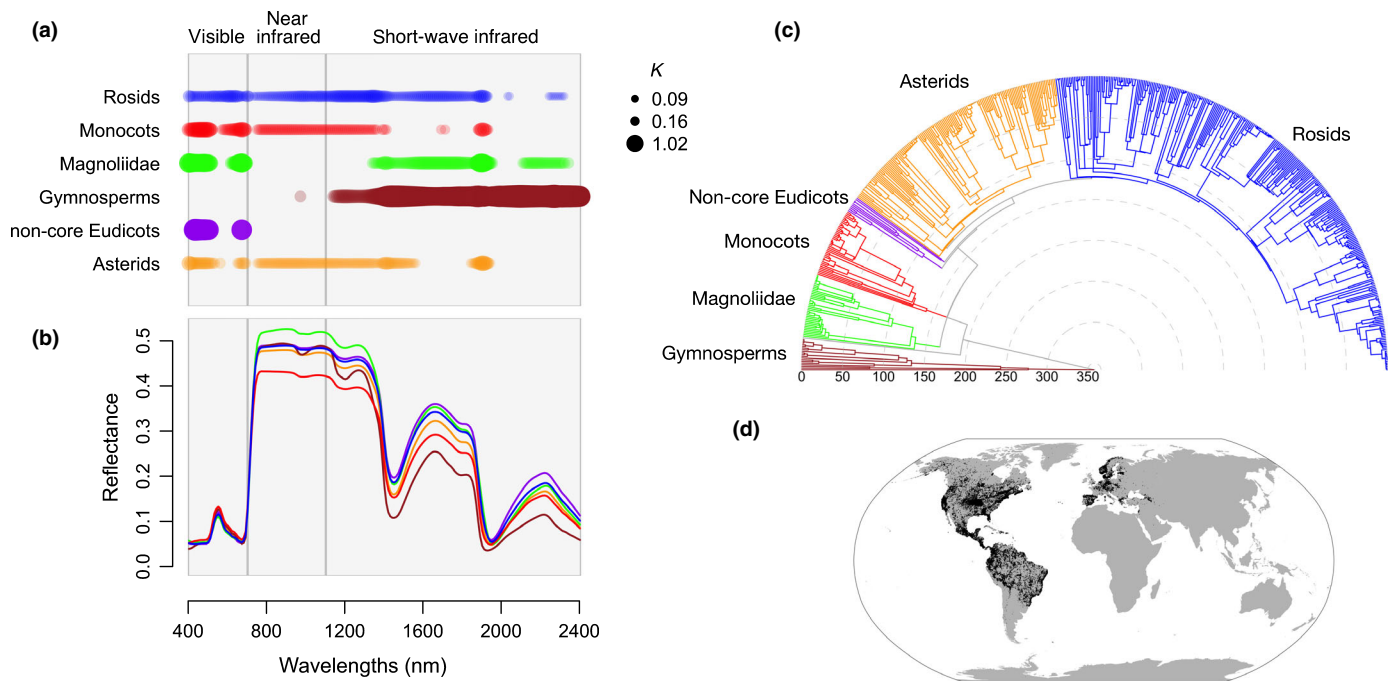 (a)
Visible
Near
infrared
Short-wave infrared
Rosids
Monocots
Magnoliidae
Gymnosperms
non-core Eudicots
Asterids
K
0.09
0.16
1.02
(b)
0.5
0.4
0.3
0.2
0.1
0.0
Reflectance
400 800 1200 1600 2000 2400
Wavelengths (nm)
(c)
Asterids
Rosids
Non-core Eudicots
Monocots
Magnoliidae
Gymnosperms
0 50 100 150 200 250 300 350
(d)